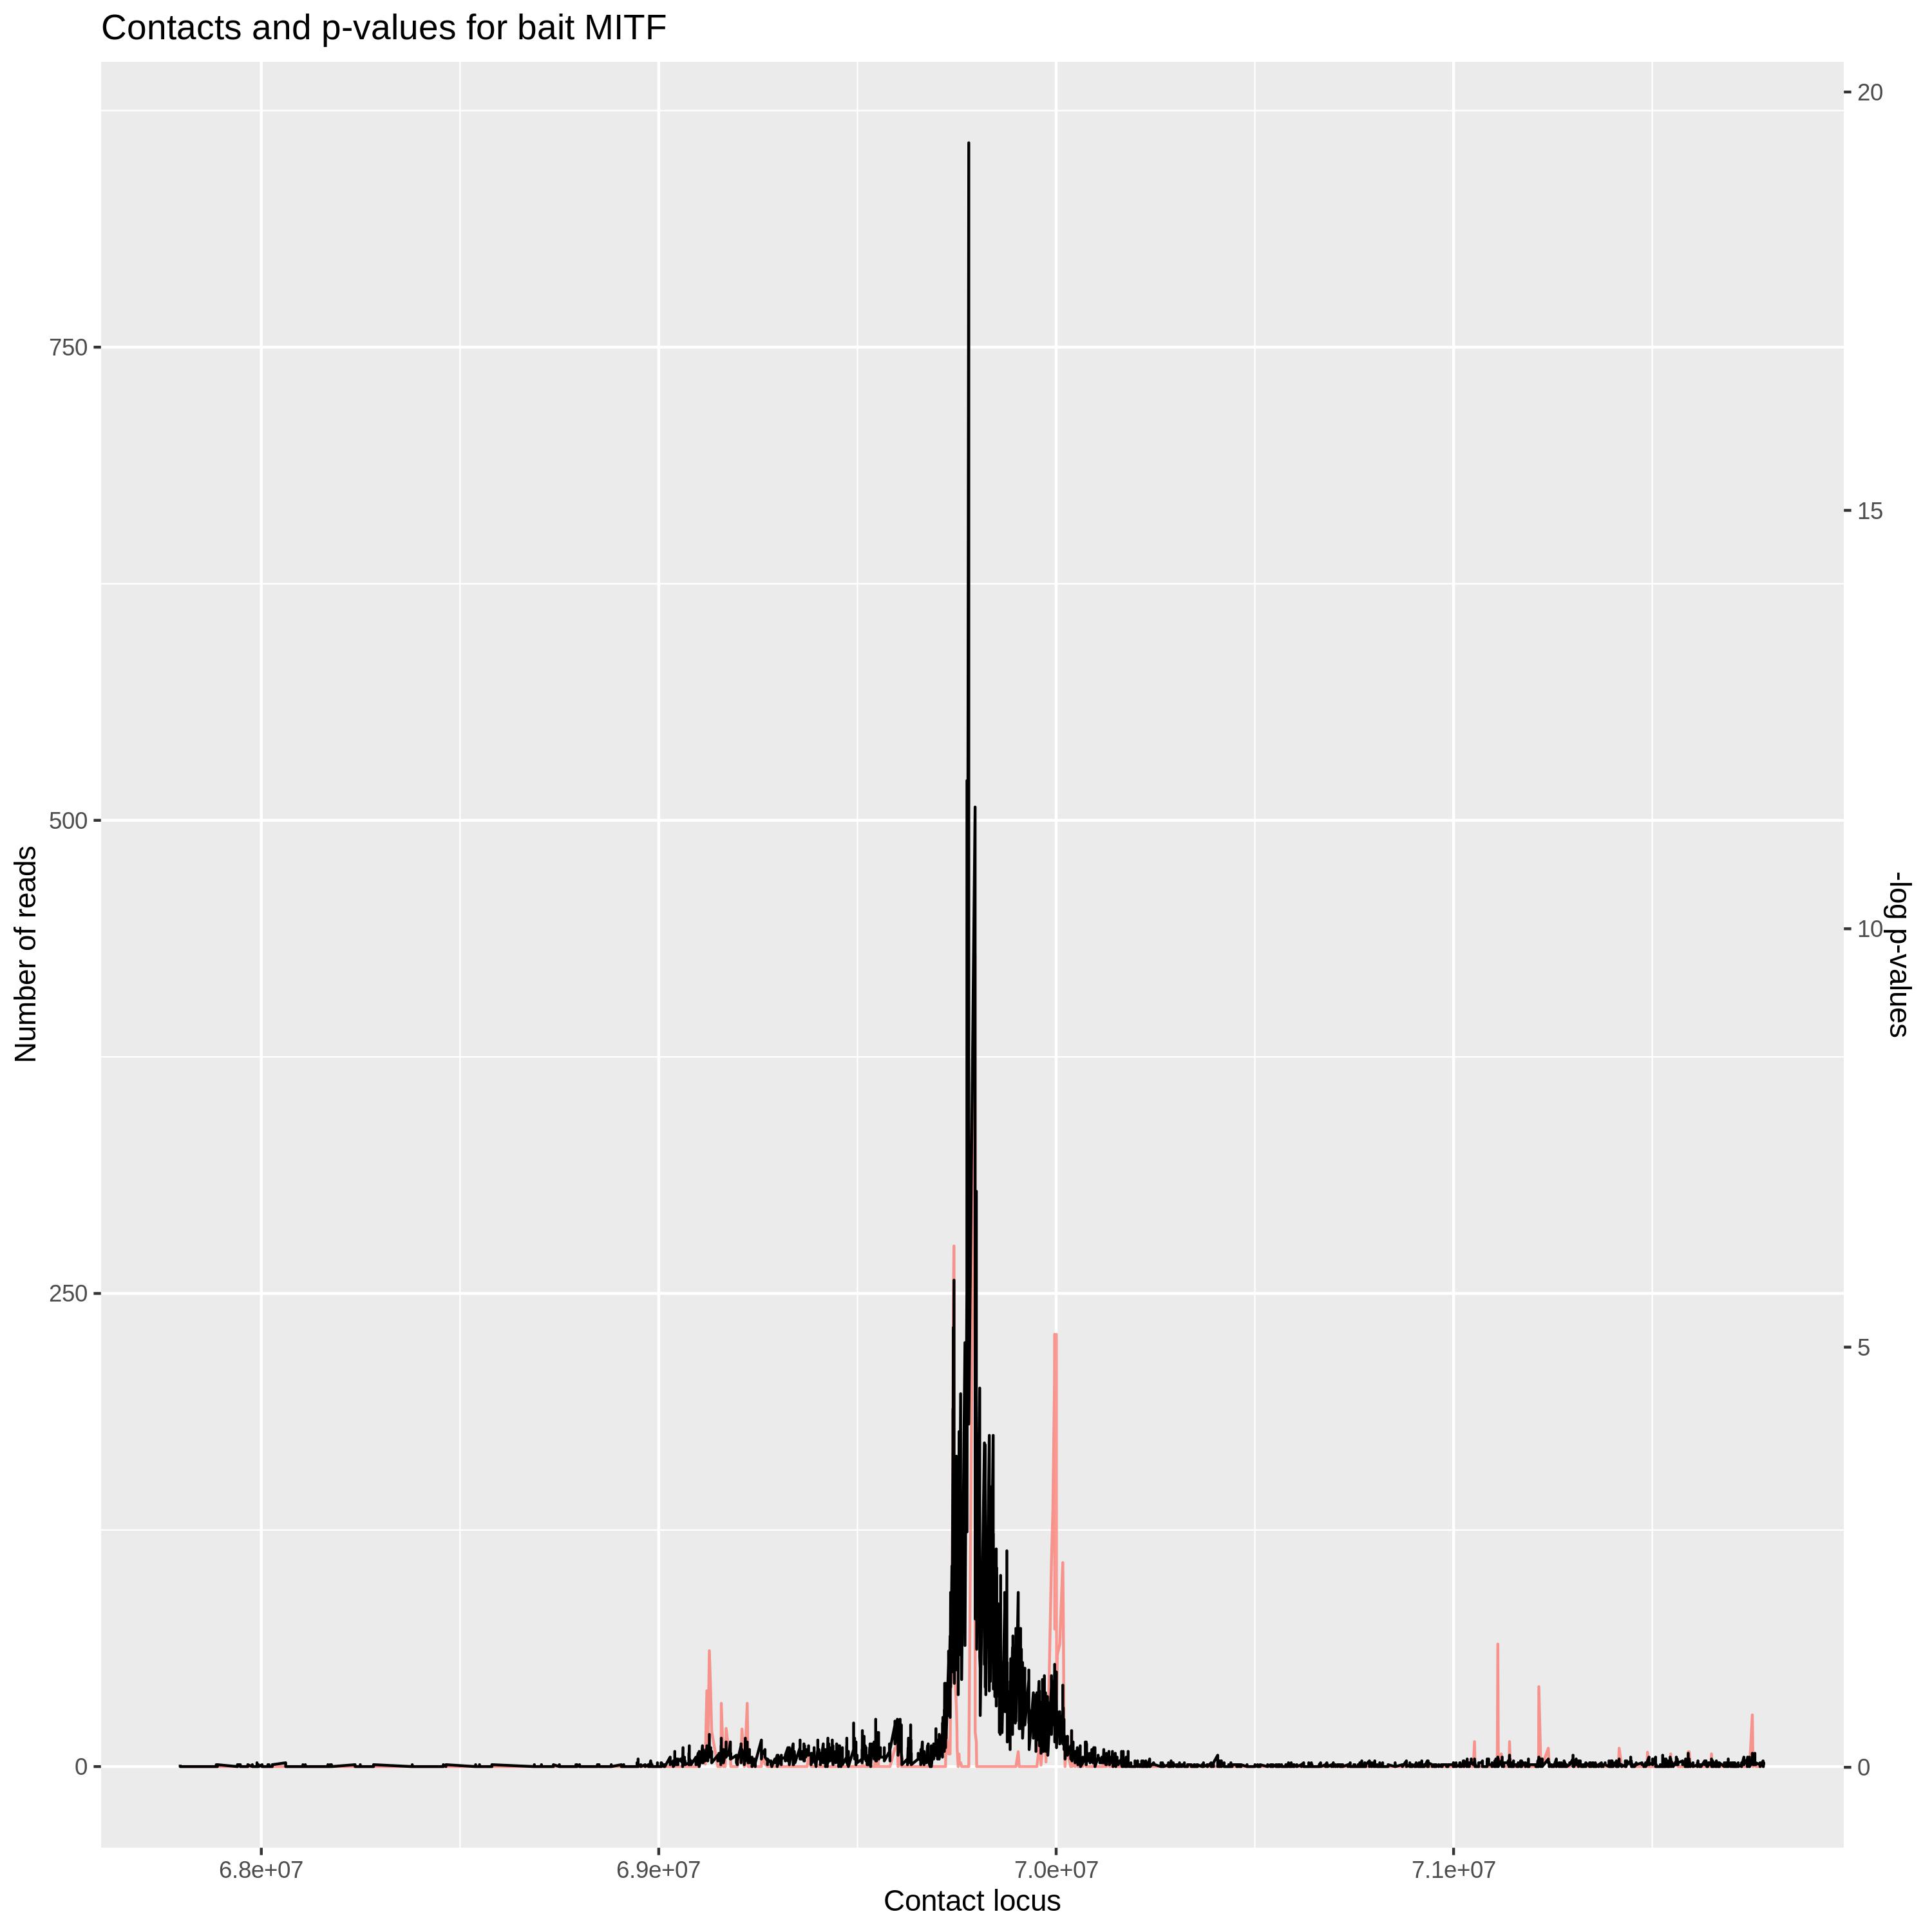 Contacts and p-values for bait MITF
20
750
15
500
Number of reads
10
-log p-values
250
5
0
0
6.8e+07
6.9e+07
7.0e+07
7.1e+07
Contact locus